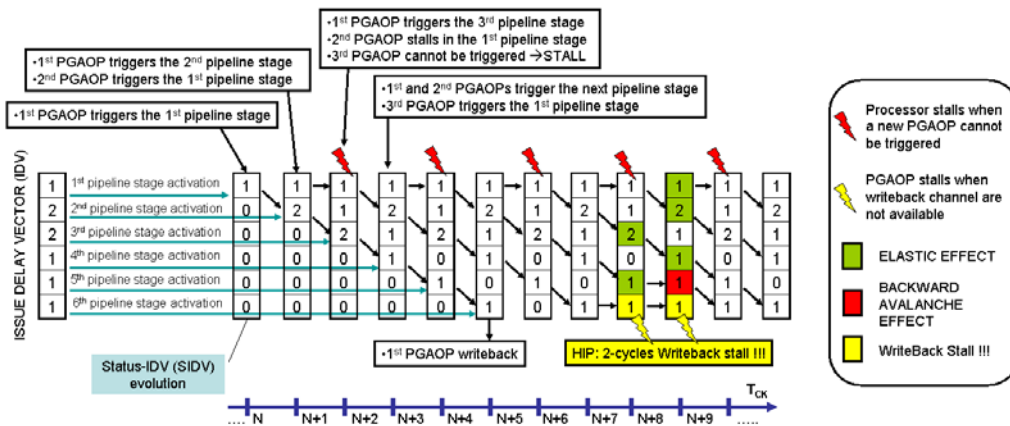 •1st PGAOP triggers the 3rd pipeline stage
•2nd PGAOP stalls in the 1st pipeline stage
•3rd PGAOP cannot be triggered →STALL
•1st PGAOP triggers the 2nd pipeline stage
•2nd PGAOP triggers the 1st pipeline stage
•1st and 2nd PGAOPs trigger the next pipeline stage
•3rd PGAOP triggers the 1st pipeline stage
•1st PGAOP triggers the 1st pipeline stage
ISSUE DELAY VECTOR (IDV)
1 1st pipeline stage activation 1 1 1 1 1 1 1 1 1 1 1
2 2nd pipeline stage activation 0 2 1 2 1 2 1 2 1 2 1 2
2 3rd pipeline stage activation 0 0 2 1 2 1 2 1 2 1 2 1
1 4th pipeline stage activation 0 0 0 1 0 1 0 1 0 1 0 1
1 5th pipeline stage activation 0 0 0 0 1 0 1 0 1 1 1 0
1 6th pipeline stage activation 0 0 0 0 0 1 0 1 1 1 1 1
Status-IDV (SIDV)
evolution
•1st PGAOP writeback
HIP: 2-cycles Writeback stall !!!
TCK
..... N N+1 N+2 N+3 N+4 N+5 N+6 N+7 N+8 N+9 .....
Processor stalls when
a new PGAOP cannot
be triggered
PGAOP stalls when
writeback channel are
not available
ELASTIC EFFECT
BACKWARD
AVALANCHE
EFFECT
WriteBack Stall !!!